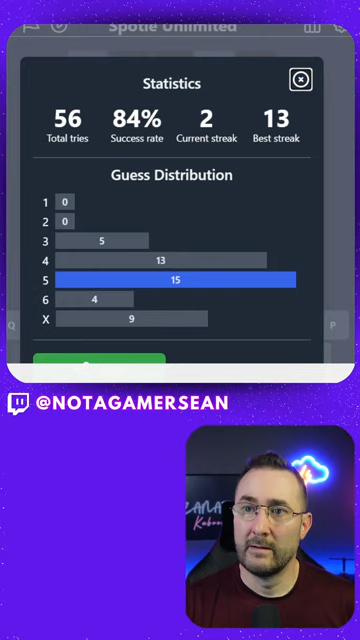 Spotle Unlimited
Statistics
56 84% 2 13
Total tries Success rate Current streak Best streak
Guess Distribution
1 0
2 0
3 5
4 13
5 15
6 4
X 9
Q P
@NOTAGAMERSEAN